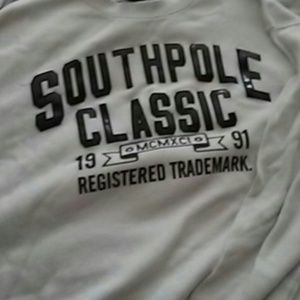 SOUTHPOLE
CLASSIC
19 MCMXCI 91
REGISTERED TRADEMARK.